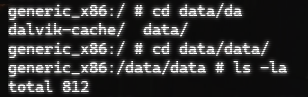 generic_x86:/ # cd data/da
dalvik-cache/  data/
generic_x86:/ # cd data/data/
generic_x86:/data/data # ls -la
total 812